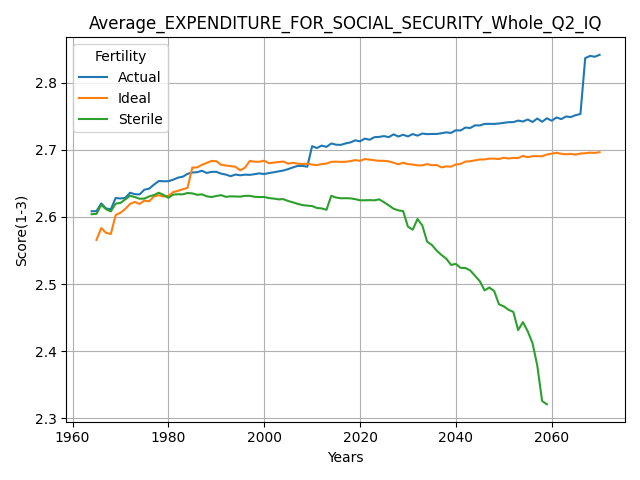 Average_EXPENDITURE_FOR_SOCIAL_SECURITY_Whole_Q2_IQ
Fertility
Actual
Ideal
Sterile
Score(1-3)
2.8
2.7
2.6
2.5
2.4
2.3
1960 1980 2000 2020 2040 2060
Years